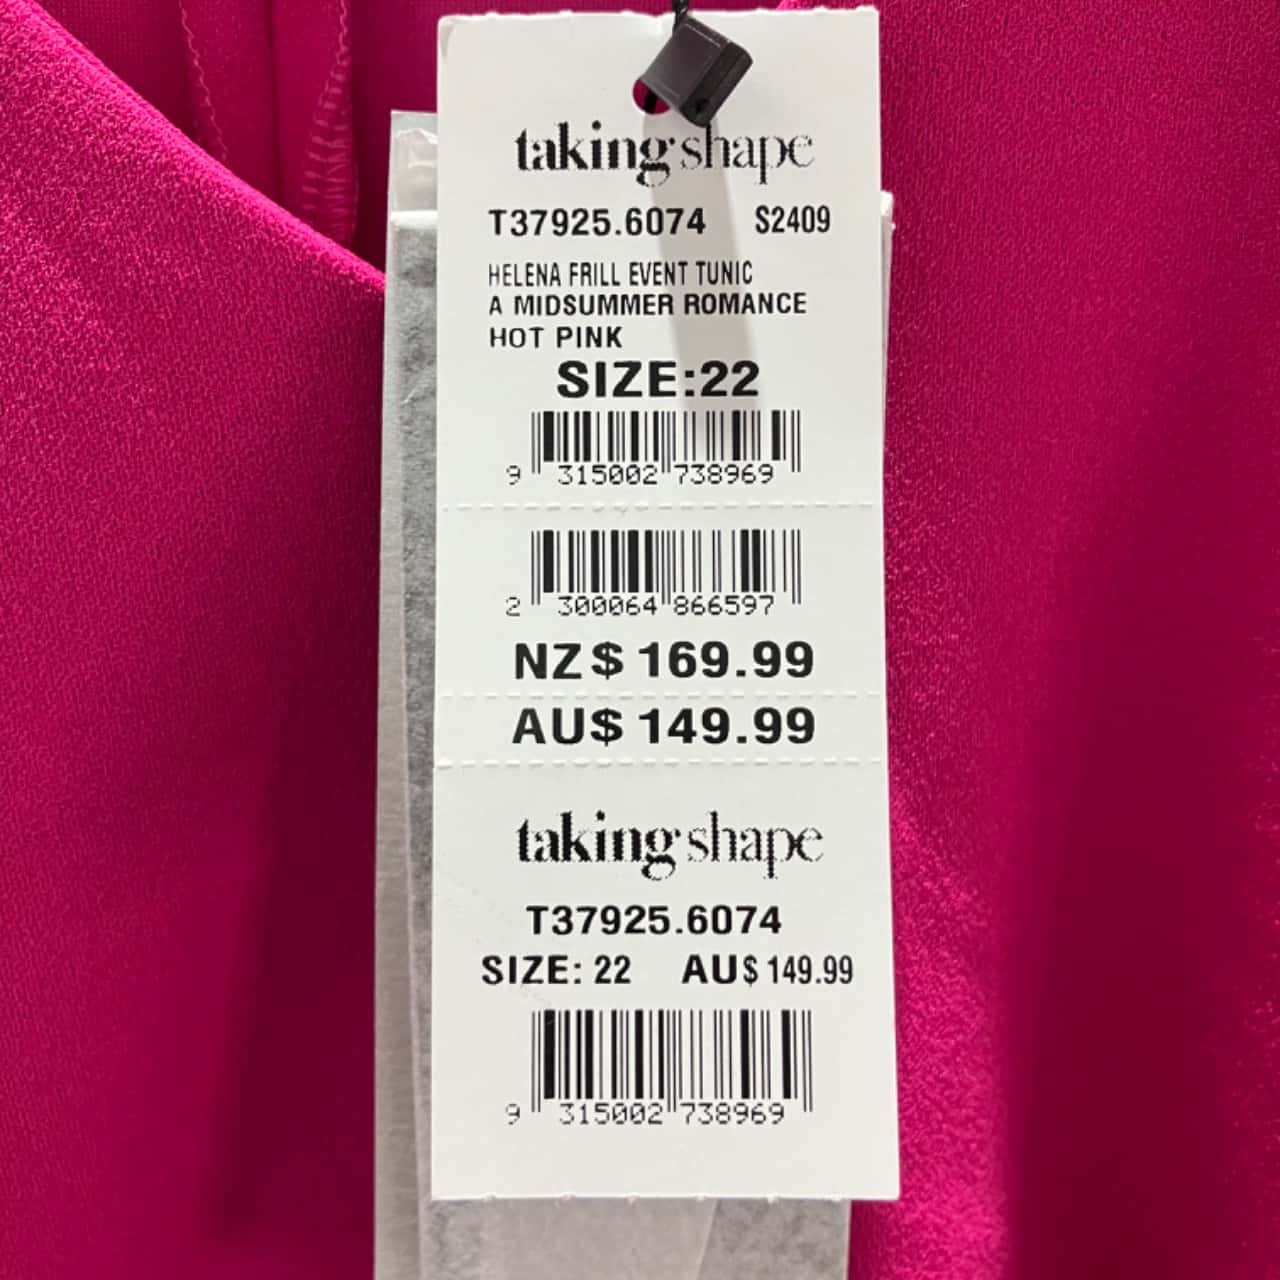 taking shape
T37925.6074 S2409
HELENA FRILL EVENT TUNIC
A MIDSUMMER ROMANCE
HOT PINK
SIZE:22
9 315002 738969
2 300064 866597
NZ$ 169.99
AU$ 149.99
taking shape
T37925.6074
SIZE: 22 AU$ 149.99
9 315002 738969